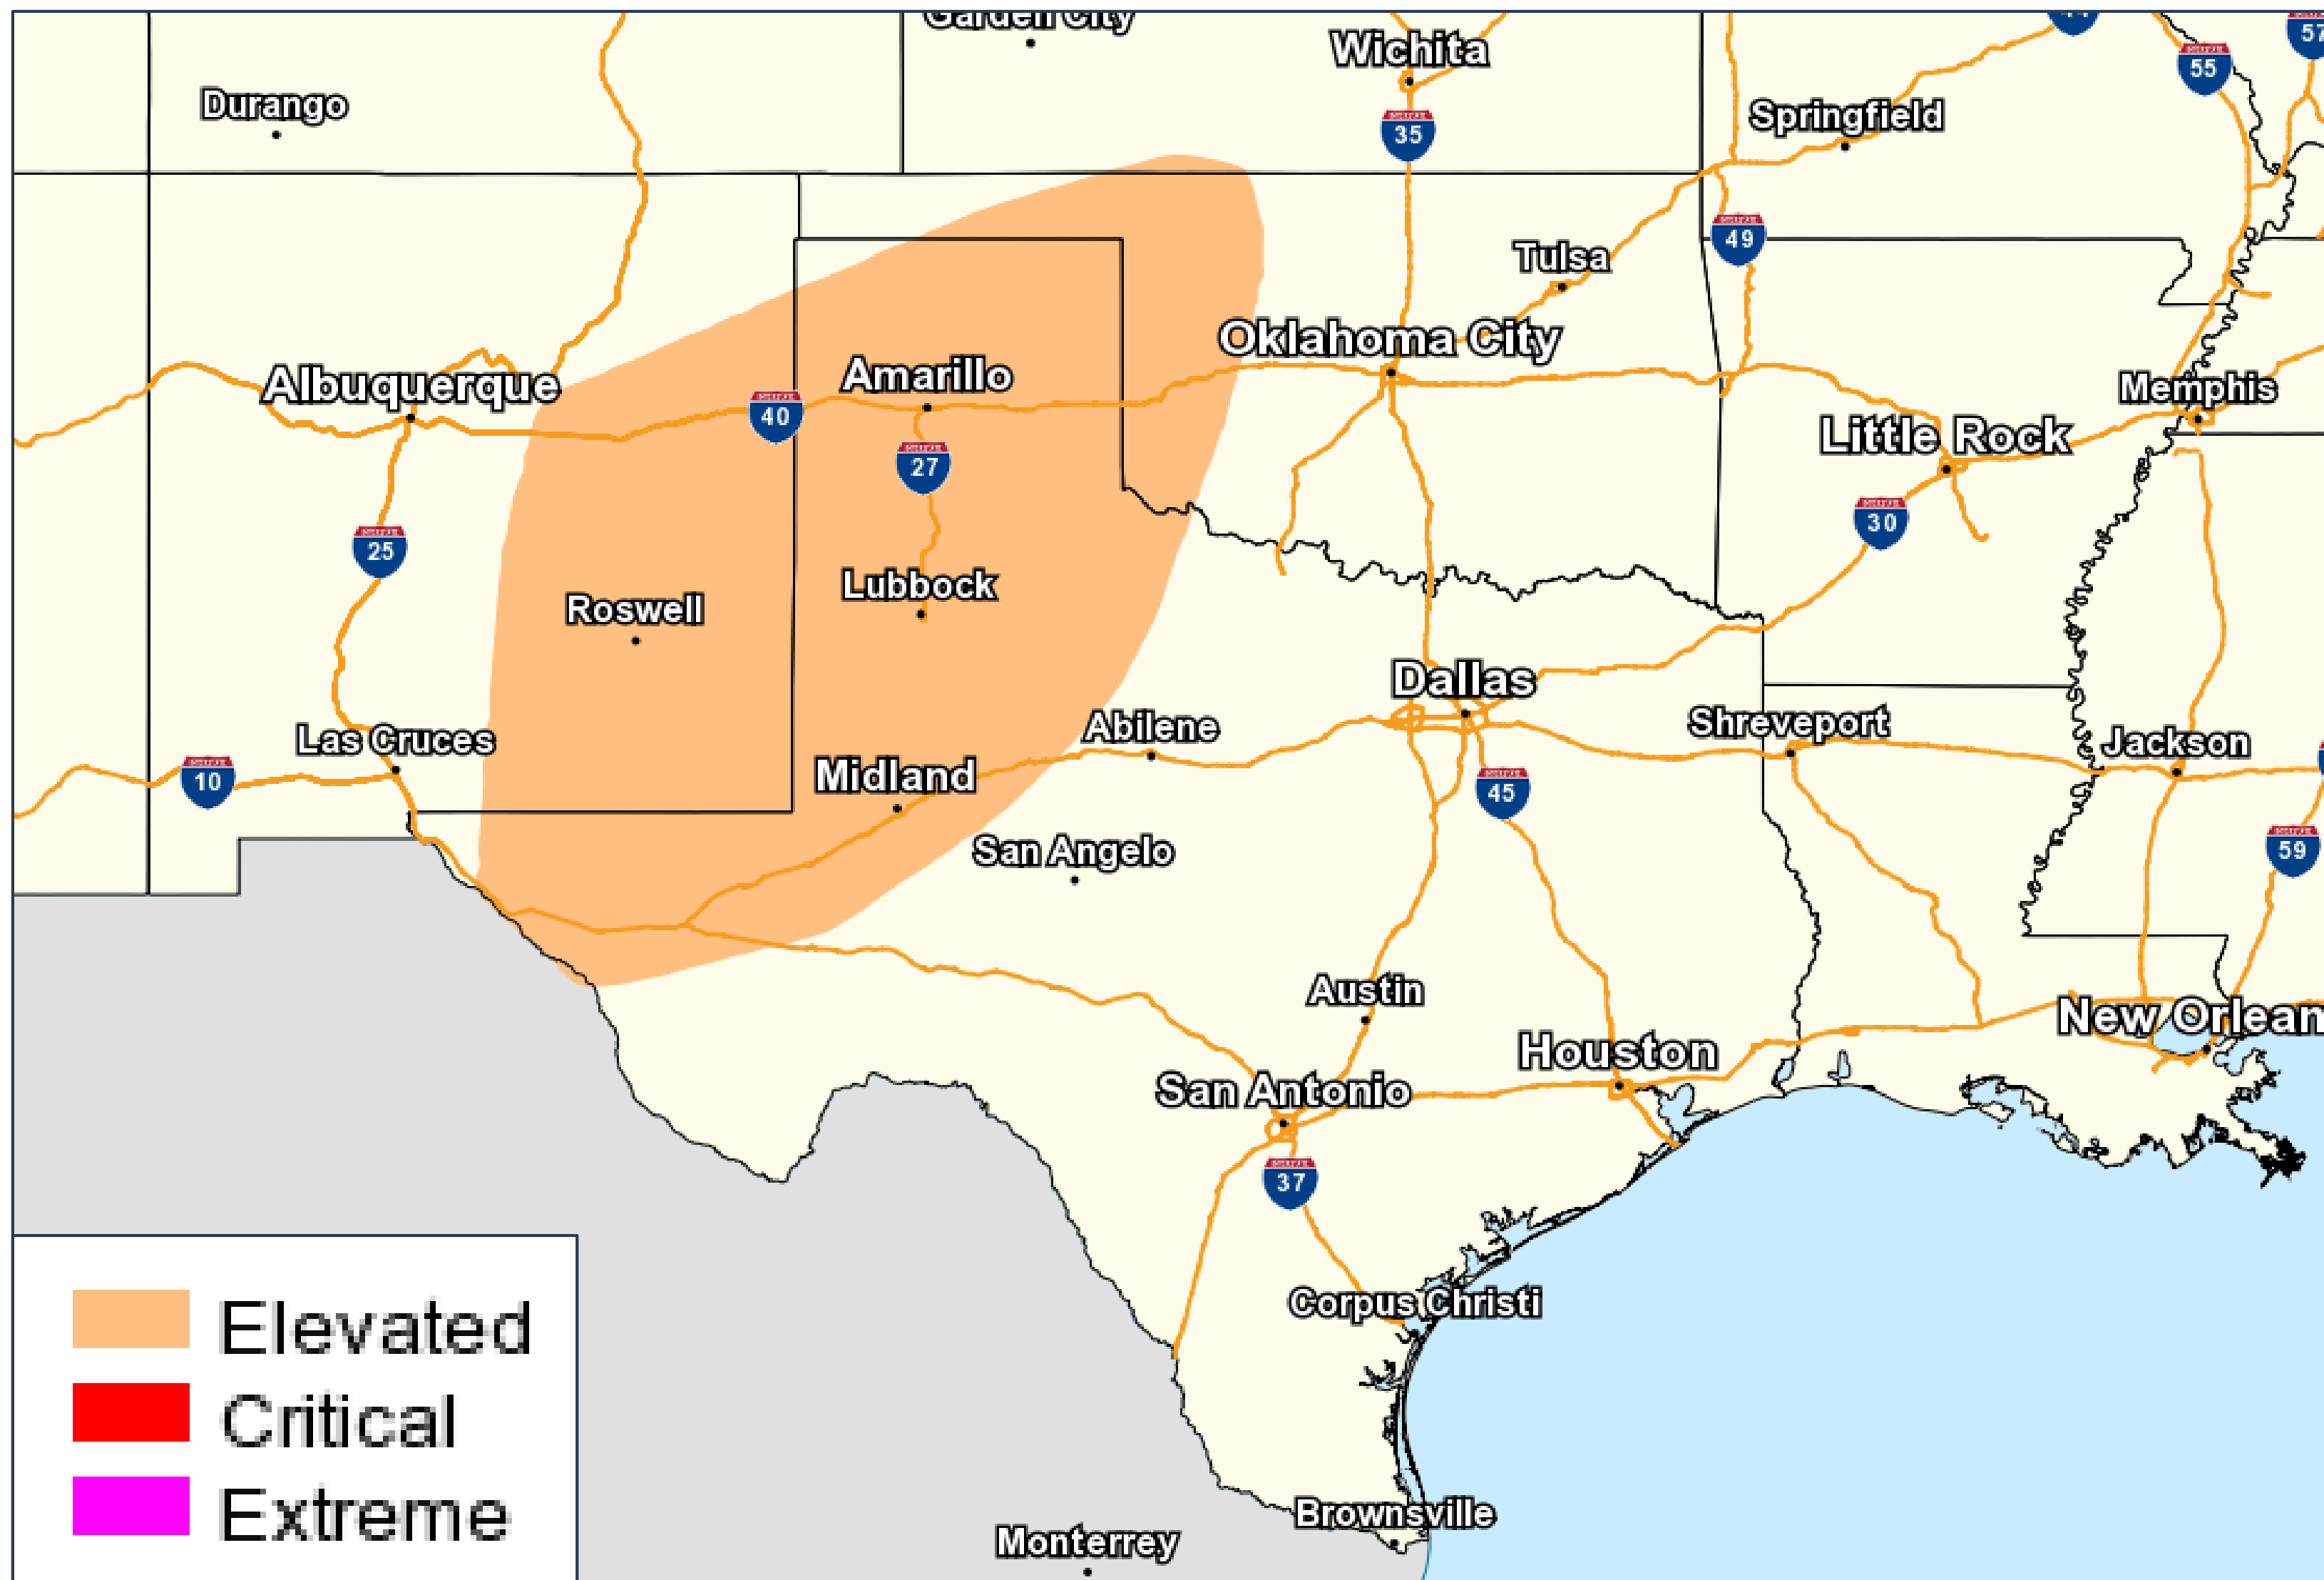 Garden City
Wichita
57
55
Durango
35
Springfield
49
Tulsa
Oklahoma City
Albuquerque
Amarillo
40
Memphis
Little Rock
27
30
25
Lubbock
Roswell
Dallas
Abilene
Shreveport
Las Cruces
Jackson
10
Midland
45
San Angelo
59
Austin
New Orlean
Houston
San Antonio
37
Corpus Christi
Elevated
Critical
Extreme
Brownsville
Monterrey